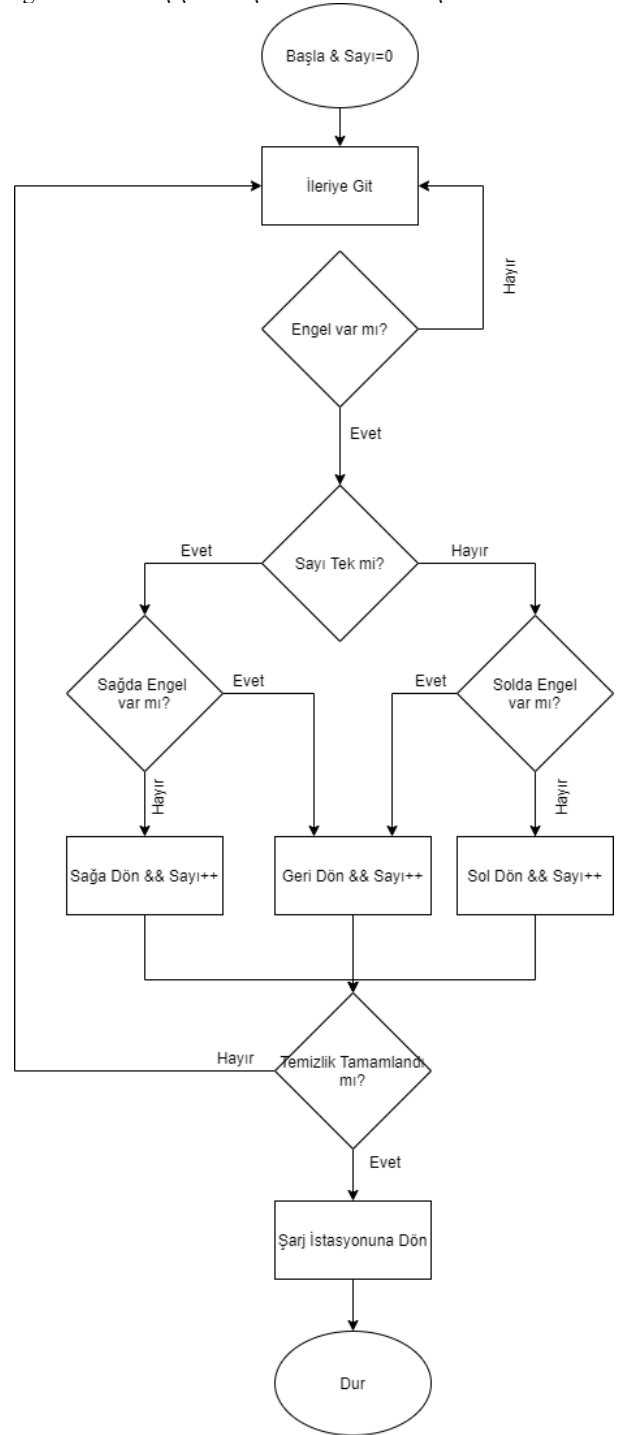 Başla & Sayı=0
İleriye Git
Hayır
Engel var mı?
Evet
Evet
Sayı Tek mi?
Hayır
Sağda Engel
var mı?
Evet
Evet
Solda Engel
var mı?
Hayır
Hayır
Sağa Dön && Sayı++
Geri Dön && Sayı++
Sol Dön && Sayı++
Hayır
Temizlik Tamamlandı
mı?
Evet
Şarj İstasyonuna Dön
Dur